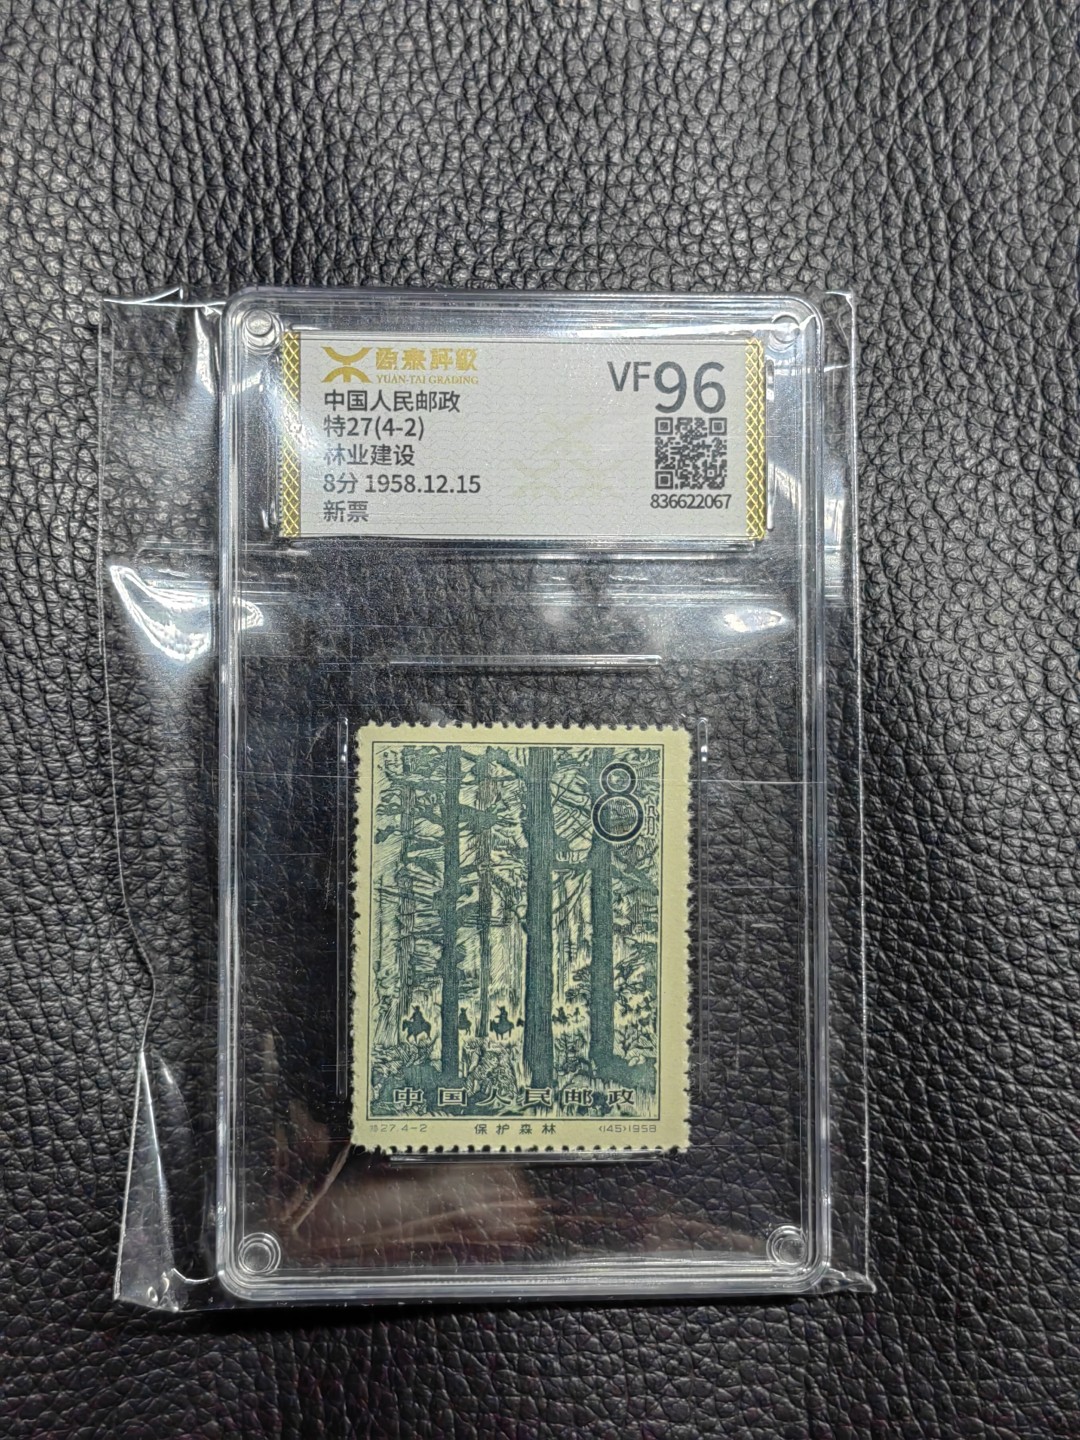 源泰評級
YUAN-TAI GRADING
VF96
中国人民邮政
特27(4-2)
林业建设
8分 1958.12.15
新票
836622067
8分
中国人民邮政
特27.4-2 保护森林 (145)1958